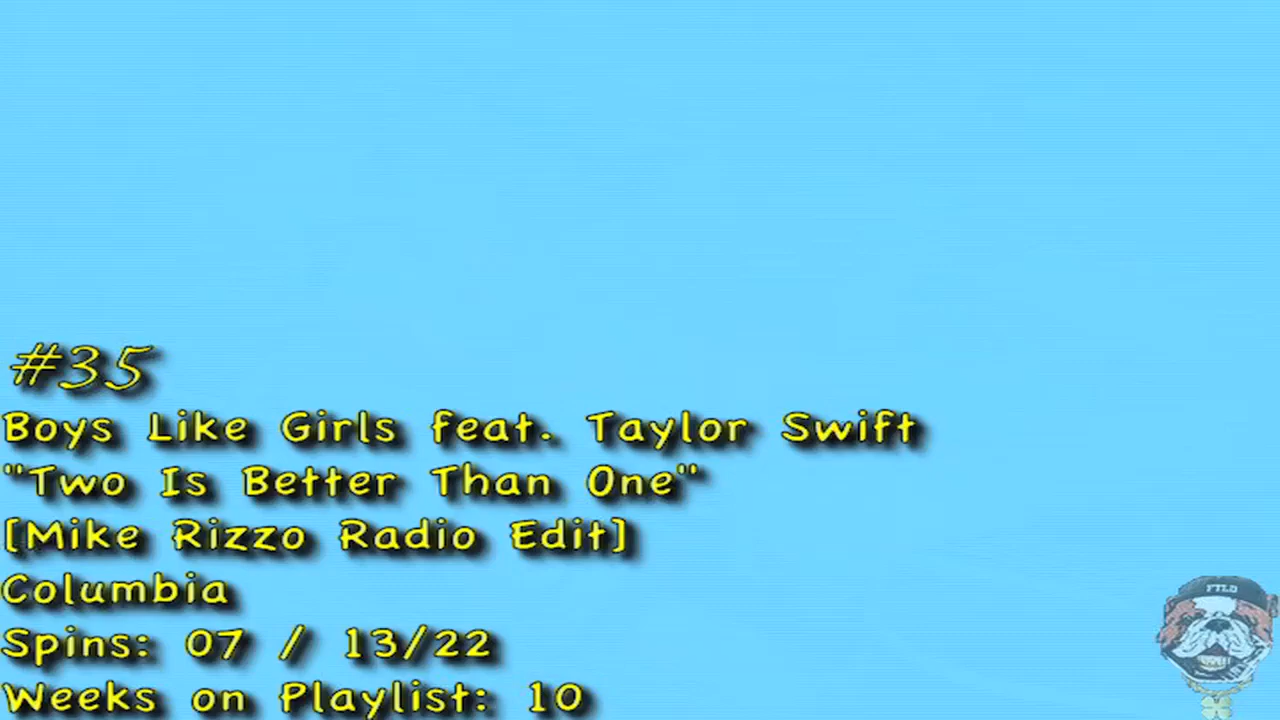 #35
Boys Like Girls feat. Taylor Swift
"Two Is Better Than One"
[Mike Rizzo Radio Edit]
Columbia
Spins: 07 / 13/22
Weeks on Playlist: 10
FTLD